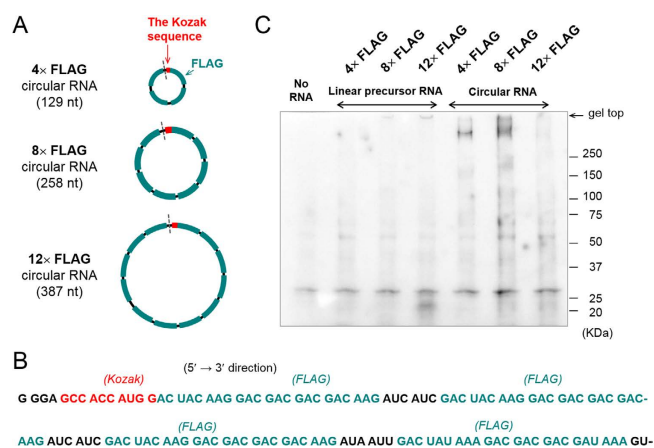 A
The Kozak
sequence
FLAG
4× FLAG
circular RNA
(129 nt)
8× FLAG
circular RNA
(258 nt)
12× FLAG
circular RNA
(387 nt)
C
4× FLAG
8× FLAG
12× FLAG
4× FLAG
8× FLAG
12× FLAG
No
RNA
Linear precursor RNA
Circular RNA
gel top
250
150
100
75
50
37
25
20
(KDa)
B
(5′ → 3′ direction)
(Kozak) (FLAG) (FLAG)
G GGA GCC ACC AUG GAC UAC AAG GAC GAC GAC GAC AAG AUC AUC GAC UAC AAG GAC GAC GAC GAC-
(FLAG) (FLAG)
AAG AUC AUC GAC UAC AAG GAC GAC GAC GAC AAG AUA AUU GAC UAU AAA GAC GAC GAC GAU AAA GU-